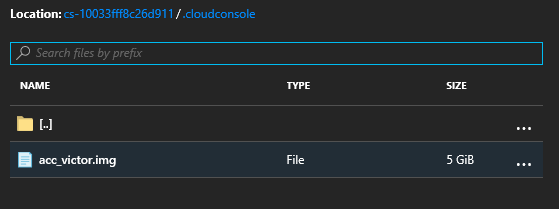 Location: cs-10033fff8c26d911 / .cloudconsole
Search files by prefix
NAME TYPE SIZE
[..] ...
acc_victor.img File 5 GiB ...